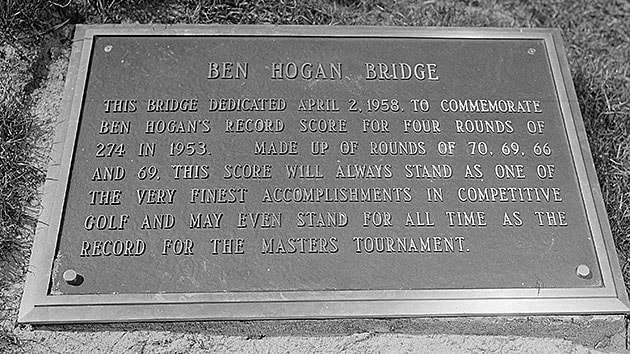 BEN HOGAN BRIDGE
THIS BRIDGE DEDICATED APRIL 2, 1958, TO COMMEMORATE
BEN HOGAN'S RECORD SCORE FOR FOUR ROUNDS OF
274 IN 1953. MADE UP OF ROUNDS OF 70, 69, 66
AND 69, THIS SCORE WILL ALWAYS STAND AS ONE OF
THE VERY FINEST ACCOMPLISHMENTS IN COMPETITIVE
GOLF AND MAY EVEN STAND FOR ALL TIME AS THE
RECORD FOR THE MASTERS TOURNAMENT.